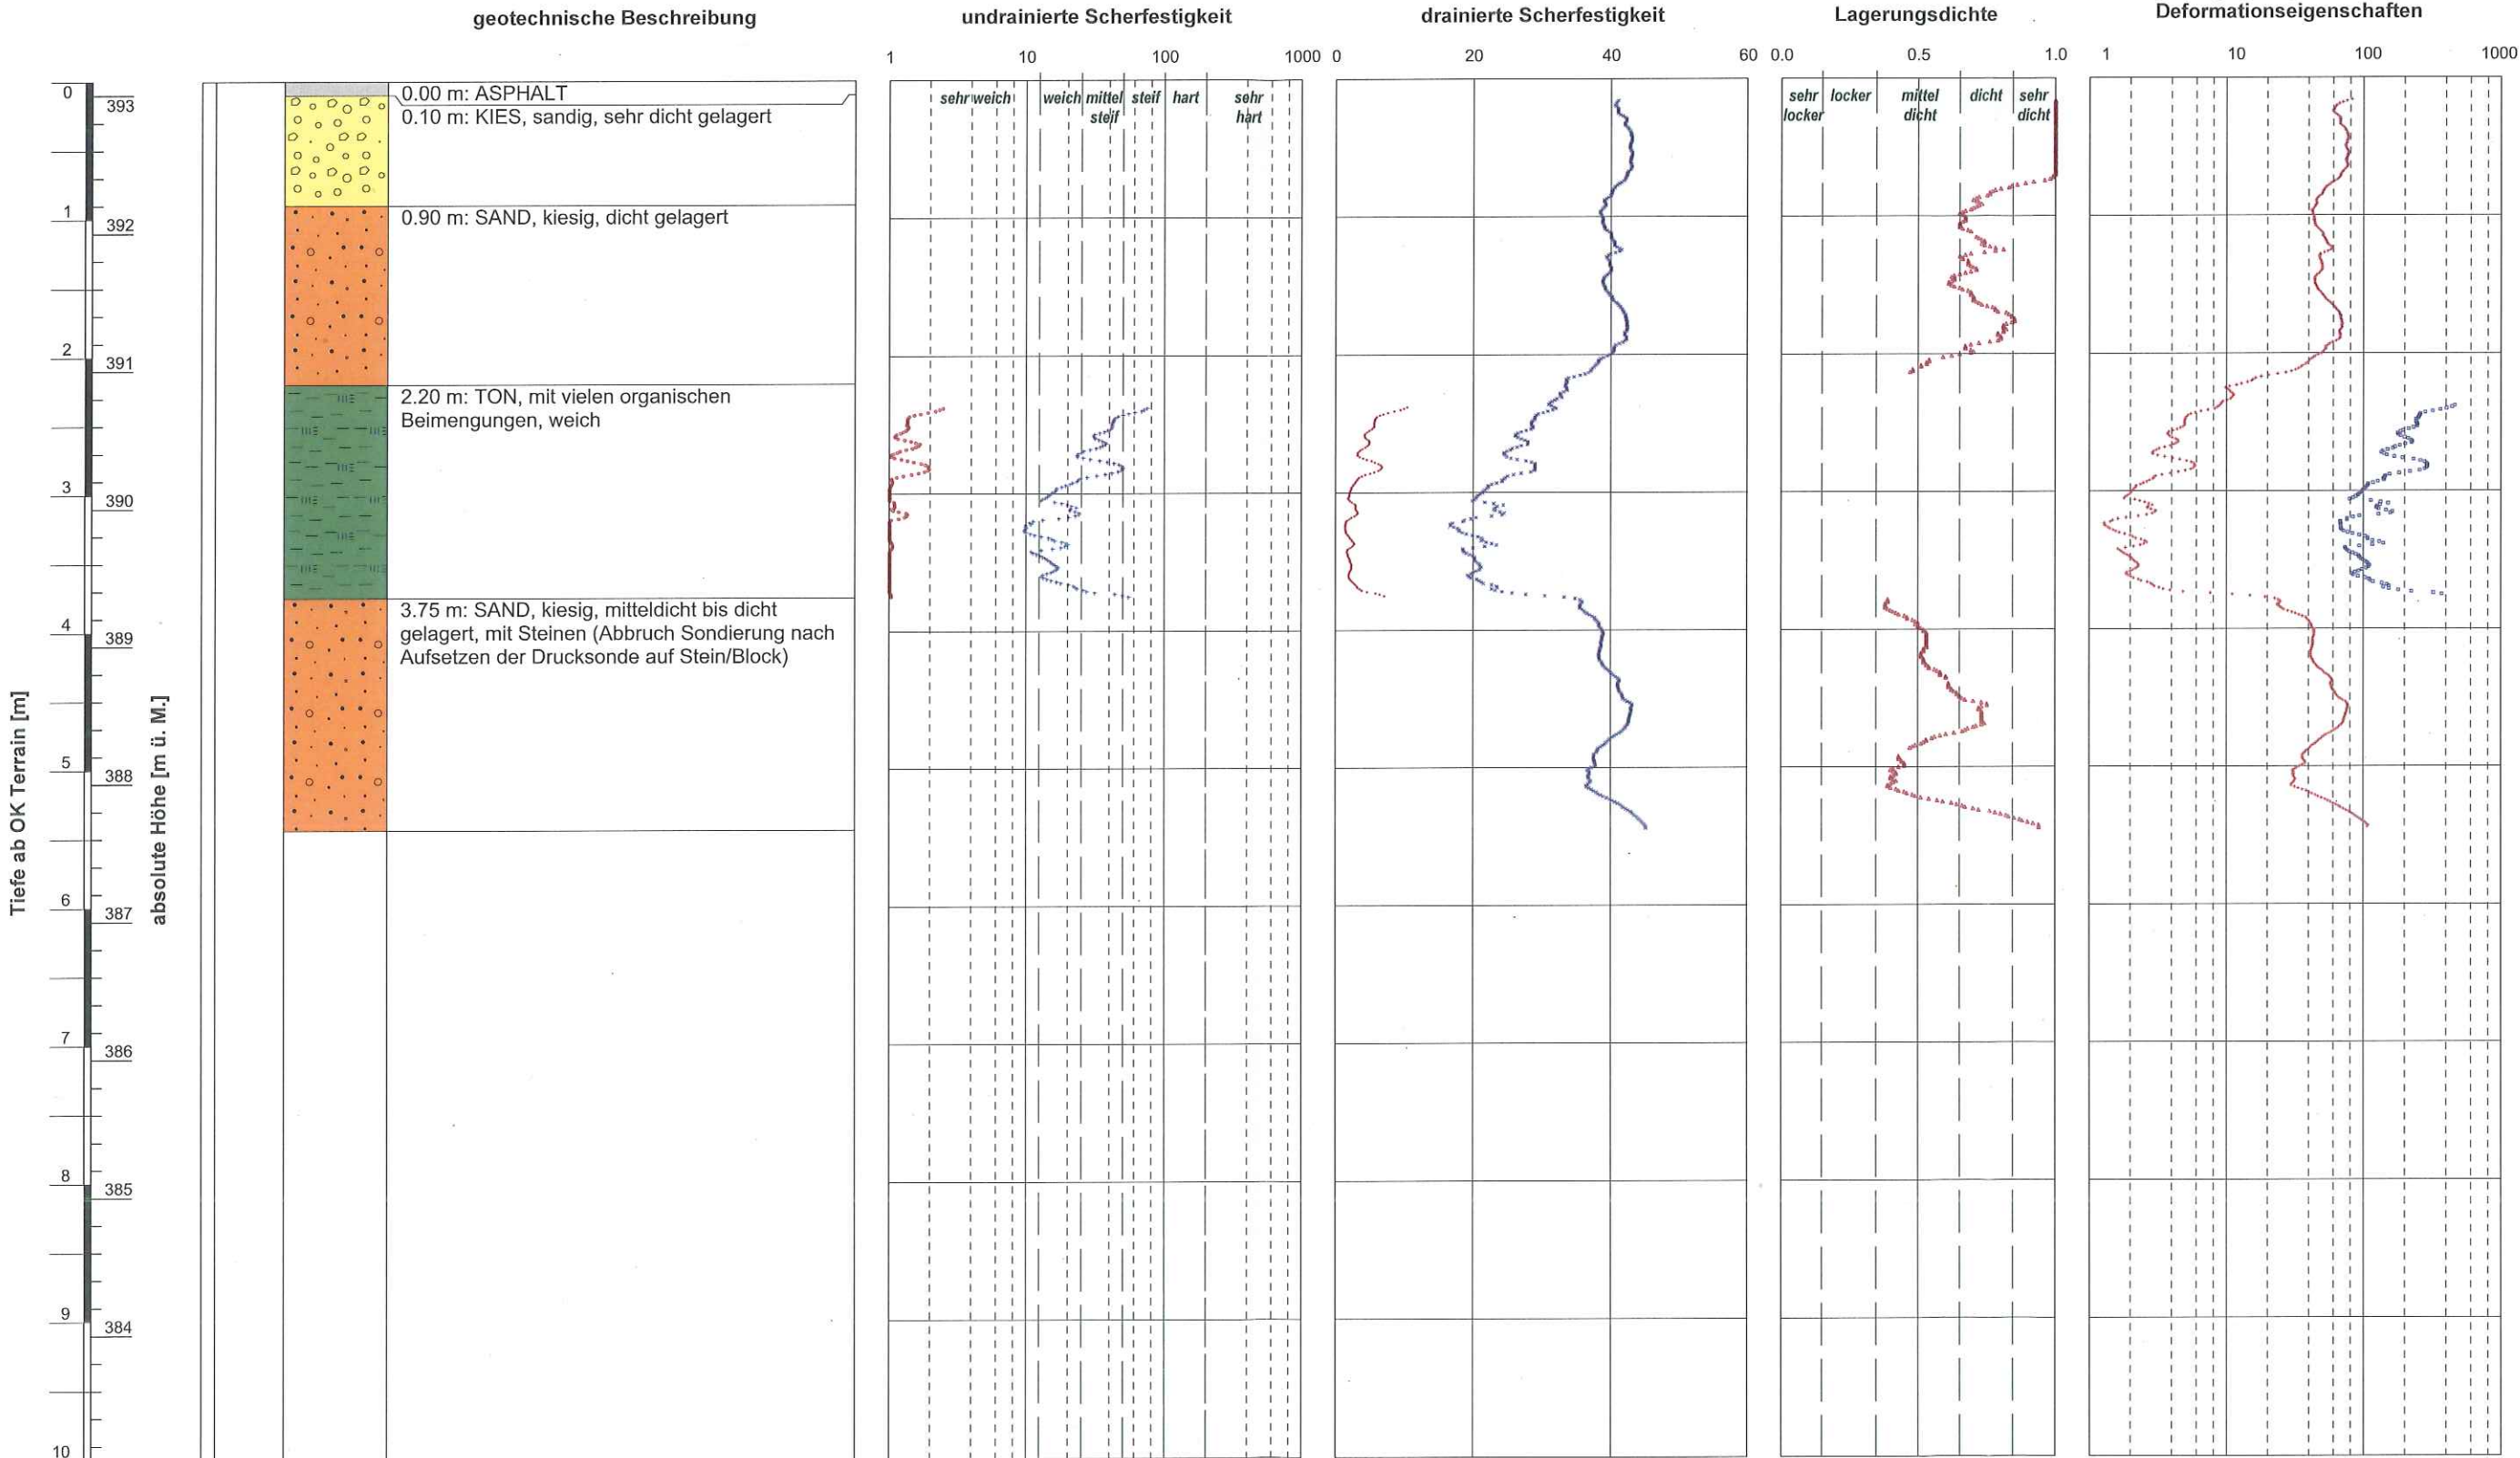 geotechnische Beschreibung
undrainierte Scherfestigkeit
drainierte Scherfestigkeit
Lagerungsdichte
Deformationseigenschaften
1 10 100 1000
0 20 40 60
0.0 0.5 1.0
1 10 100 1000
sehr weich weich mittel steif steif hart sehr hart
sehr locker locker mittel dicht dicht sehr dicht
0.00 m: ASPHALT
0.10 m: KIES, sandig, sehr dicht gelagert
0.90 m: SAND, kiesig, dicht gelagert
2.20 m: TON, mit vielen organischen
Beimengungen, weich
3.75 m: SAND, kiesig, mitteldicht bis dicht
gelagert, mit Steinen (Abbruch Sondierung nach
Aufsetzen der Drucksonde auf Stein/Block)
Tiefe ab OK Terrain [m]
0
1
2
3
4
5
6
7
8
9
10
absolute Höhe [m ü. M.]
393
392
391
390
389
388
387
386
385
384